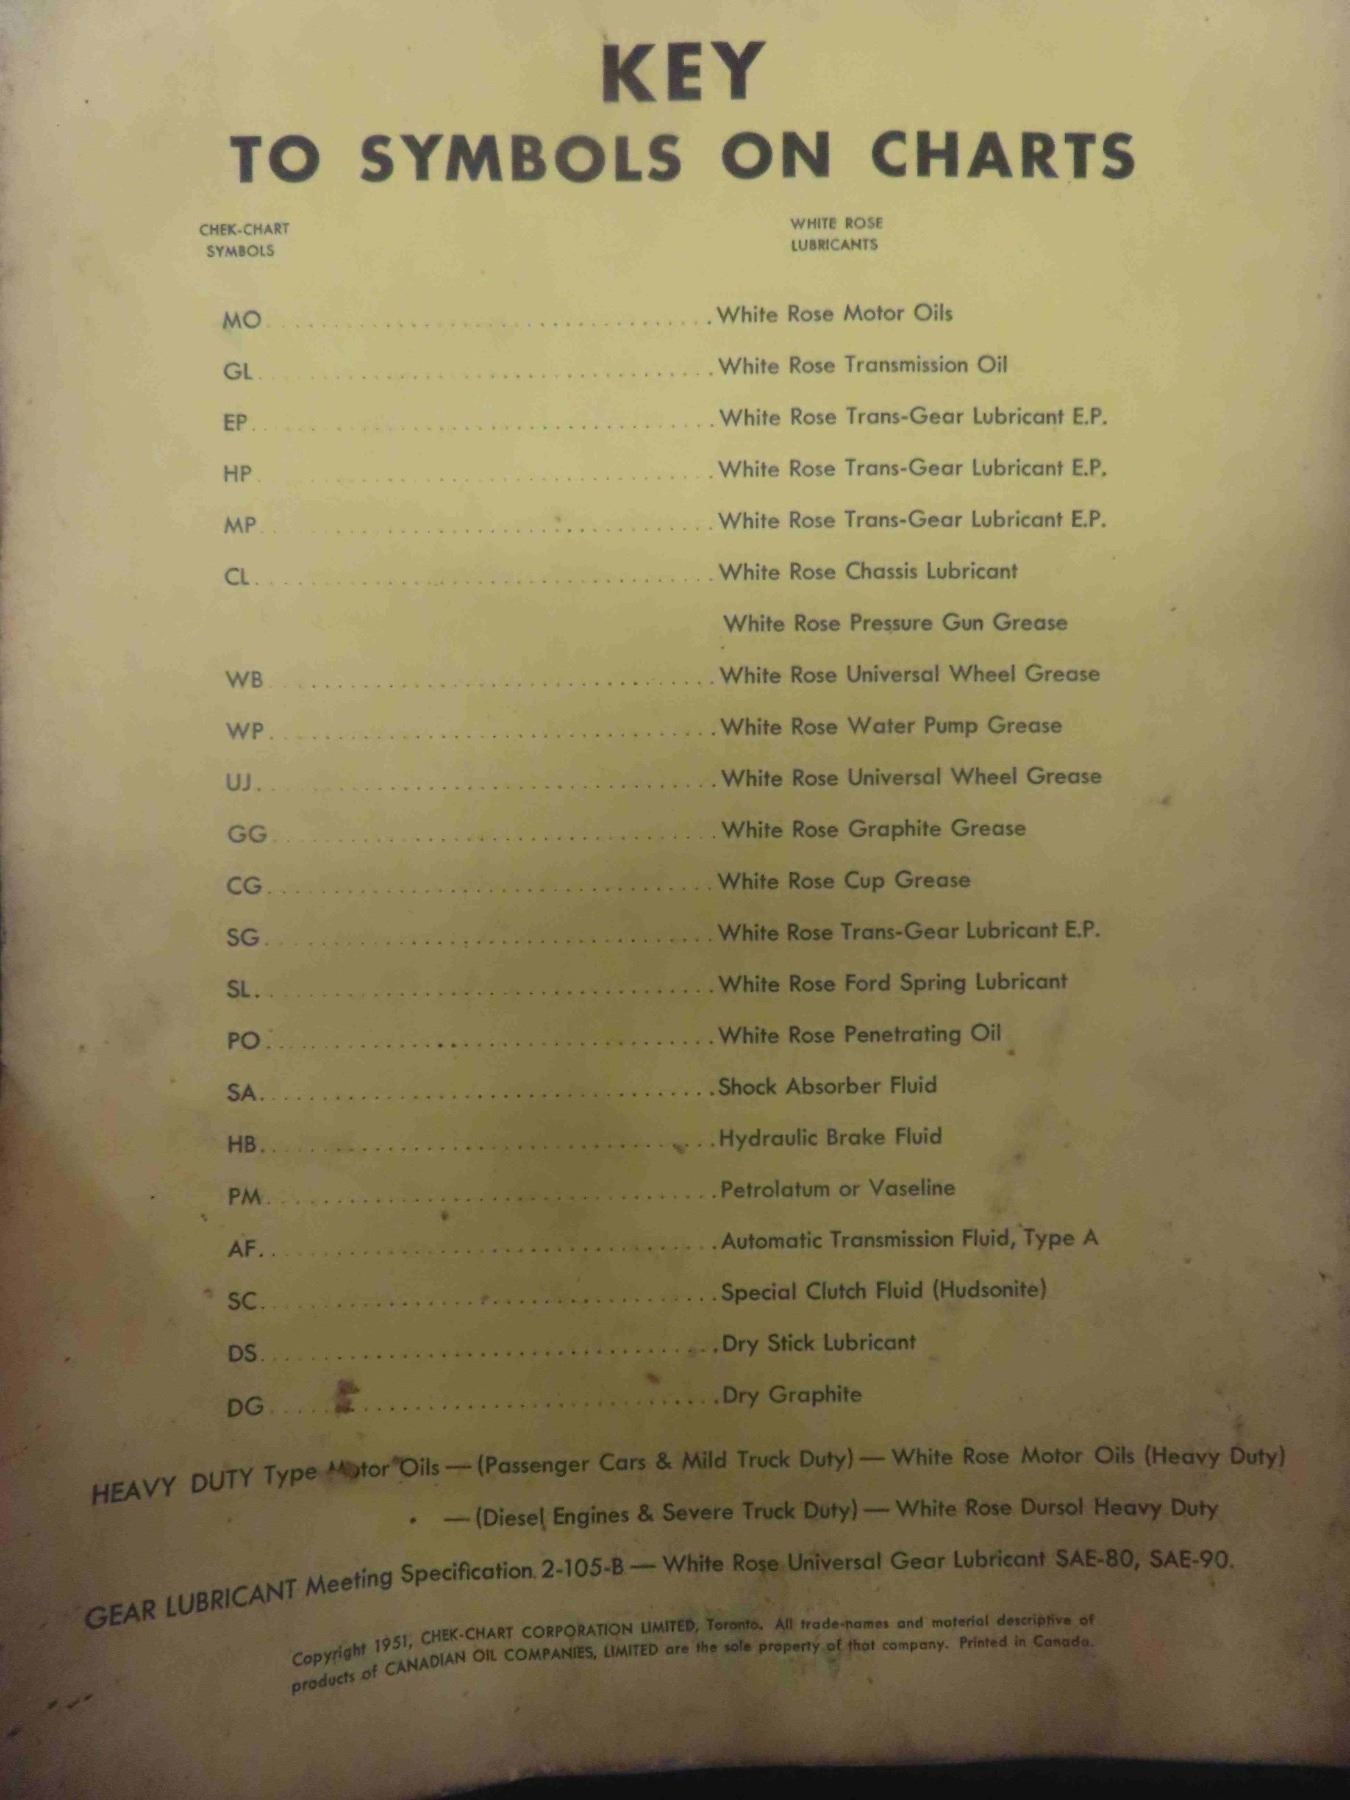 KEY
TO SYMBOLS ON CHARTS
CHEK-CHART
SYMBOLS
WHITE ROSE
LUBRICANTS
MO ........ White Rose Motor Oils
GL ........ White Rose Transmission Oil
EP ........ White Rose Trans-Gear Lubricant E.P.
HP ........ White Rose Trans-Gear Lubricant E.P.
MP ........ White Rose Trans-Gear Lubricant E.P.
CL ........ White Rose Chassis Lubricant
White Rose Pressure Gun Grease
WB ........ White Rose Universal Wheel Grease
WP ........ White Rose Water Pump Grease
UJ ........ White Rose Universal Wheel Grease
GG ........ White Rose Graphite Grease
CG ........ White Rose Cup Grease
SG ........ White Rose Trans-Gear Lubricant E.P.
SL ........ White Rose Ford Spring Lubricant
PO ........ White Rose Penetrating Oil
SA ........ Shock Absorber Fluid
HB ........ Hydraulic Brake Fluid
PM ........ Petrolatum or Vaseline
AF ........ Automatic Transmission Fluid, Type A
SC ........ Special Clutch Fluid (Hudsonite)
DS ........ Dry Stick Lubricant
DG ........ Dry Graphite
HEAVY DUTY Type Motor Oils — (Passenger Cars & Mild Truck Duty) — White Rose Motor Oils (Heavy Duty)
— (Diesel Engines & Severe Truck Duty) — White Rose Dursol Heavy Duty
GEAR LUBRICANT Meeting Specification 2-105-B — White Rose Universal Gear Lubricant SAE-80, SAE-90.
Copyright 1951, CHEK-CHART CORPORATION LIMITED, Toronto. All trade-names and material descriptive of
products of CANADIAN OIL COMPANIES, LIMITED are the sole property of that company. Printed in Canada.